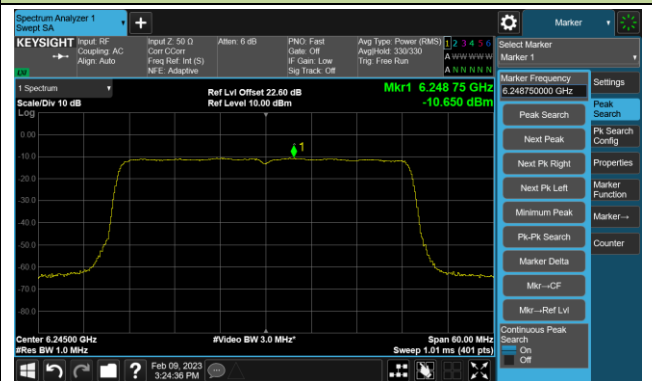 Spectrum Analyzer 1
Swept SA
Marker
KEYSIGHT
Input: RF
Coupling: AC
Align: Auto
Input Z: 50 Ω
Corr CCorr
Freq Ref: Int (S)
NFE: Adaptive
Atten: 6 dB
PNO: Fast
Gate: Off
IF Gain: Low
Sig Track: Off
Avg Type: Power (RMS)
Avg|Hold: 330/330
Trig: Free Run
1 2 3 4 5 6
A W W W W W
A N N N N N
Select Marker
Marker 1
1 Spectrum
Scale/Div 10 dB
Log
Ref Lvl Offset 22.60 dB
Ref Level 10.00 dBm
Mkr1 6.248 75 GHz
-10.650 dBm
Marker Frequency
6.248750000 GHz
Peak Search
Next Peak
Next Pk Right
Next Pk Left
Minimum Peak
Pk-Pk Search
Marker Delta
Mkr→CF
Mkr→Ref Lvl
Continuous Peak
Search
On
Off
Settings
Peak
Search
Pk Search
Config
Properties
Marker
Function
Marker→
Counter
1
0.00
-10.0
-20.0
-30.0
-40.0
-50.0
-60.0
-70.0
-80.0
Center 6.24500 GHz
#Res BW 1.0 MHz
#Video BW 3.0 MHz*
Span 60.00 MHz
Sweep 1.01 ms (401 pts)
Feb 09, 2023
3:24:36 PM